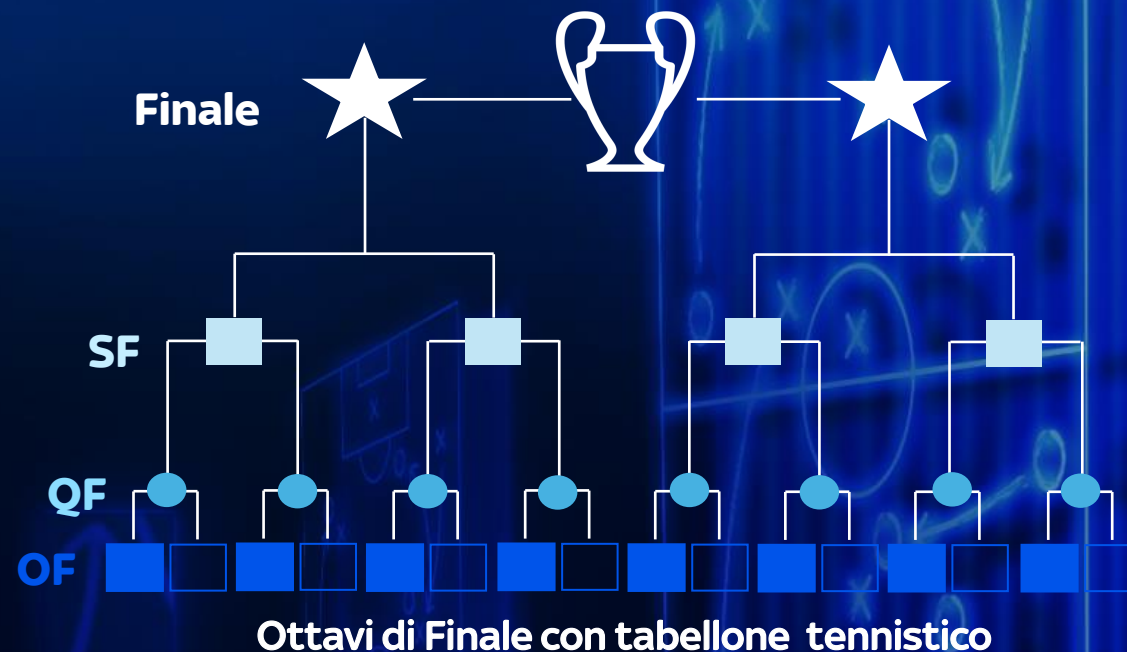 Finale
SF
QF
OF
Ottavi di Finale con tabellone tennistico